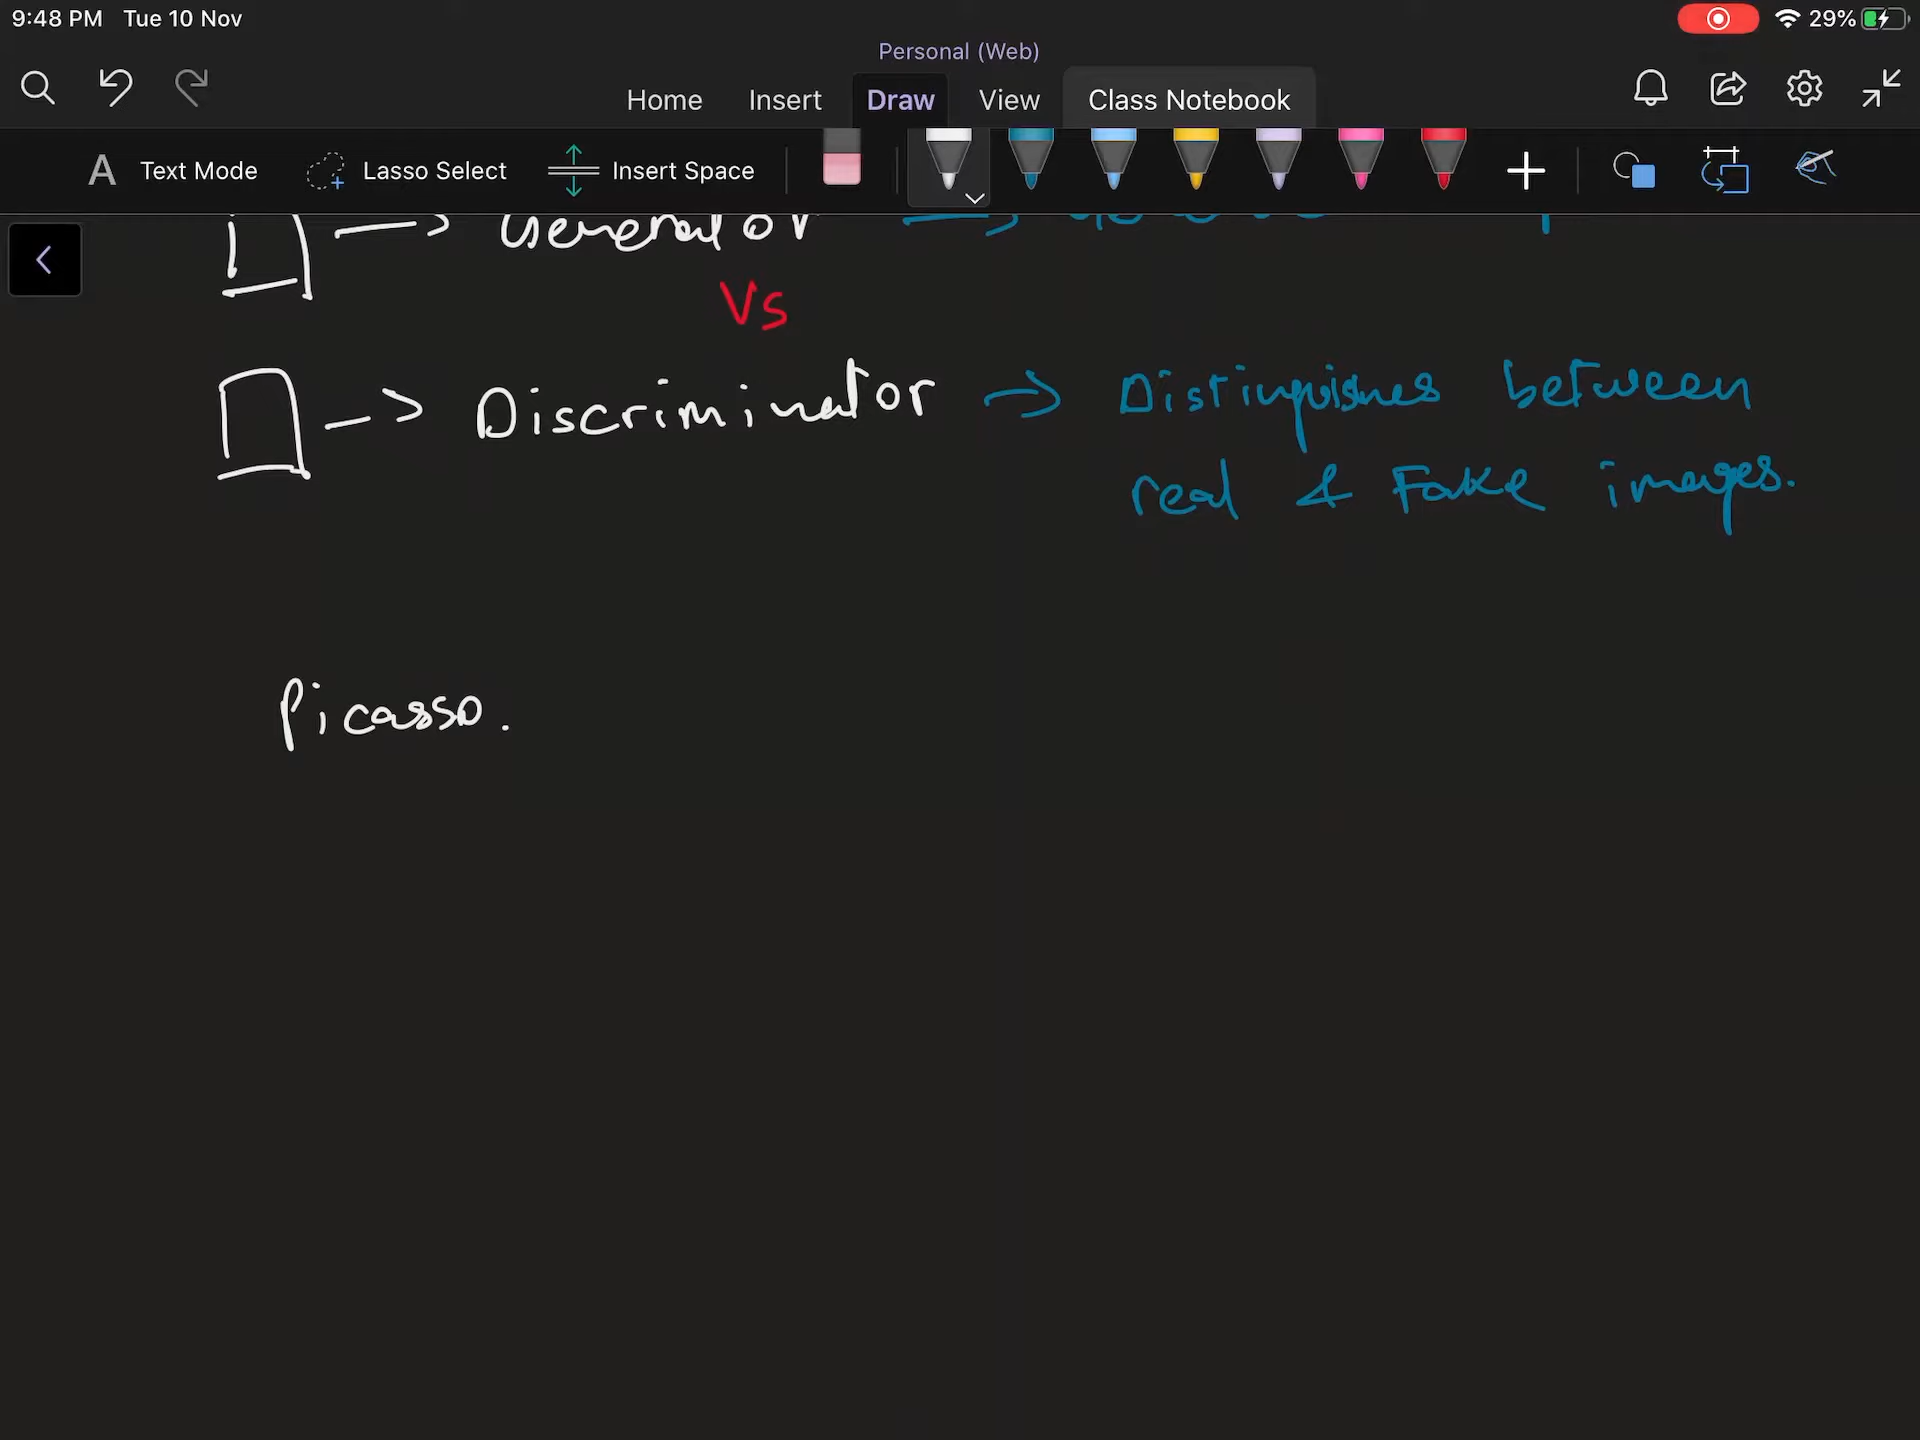 9:48 PM Tue 10 Nov
29%
Personal (Web)
Home Insert Draw View Class Notebook
A Text Mode Lasso Select Insert Space
Generator
Vs
Discriminator → Distinguishes between
real & Fake images.
Picasso.